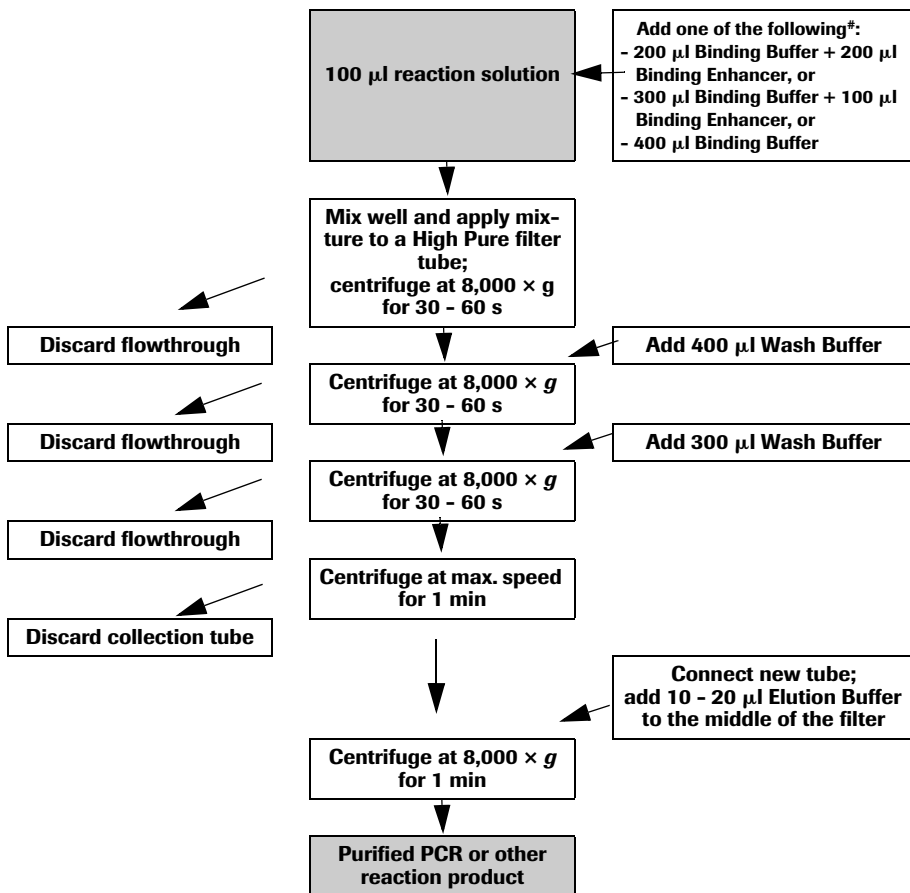 100 µl reaction solution
Add one of the following#:
- 200 µl Binding Buffer + 200 µl
Binding Enhancer, or
- 300 µl Binding Buffer + 100 µl
Binding Enhancer, or
- 400 µl Binding Buffer
Mix well and apply mix-
ture to a High Pure filter
tube;
centrifuge at 8,000 × g
for 30 - 60 s
Discard flowthrough
Add 400 µl Wash Buffer
Centrifuge at 8,000 × g
for 30 - 60 s
Discard flowthrough
Add 300 µl Wash Buffer
Centrifuge at 8,000 × g
for 30 - 60 s
Discard flowthrough
Centrifuge at max. speed
for 1 min
Discard collection tube
Connect new tube;
add 10 - 20 µl Elution Buffer
to the middle of the filter
Centrifuge at 8,000 × g
for 1 min
Purified PCR or other
reaction product